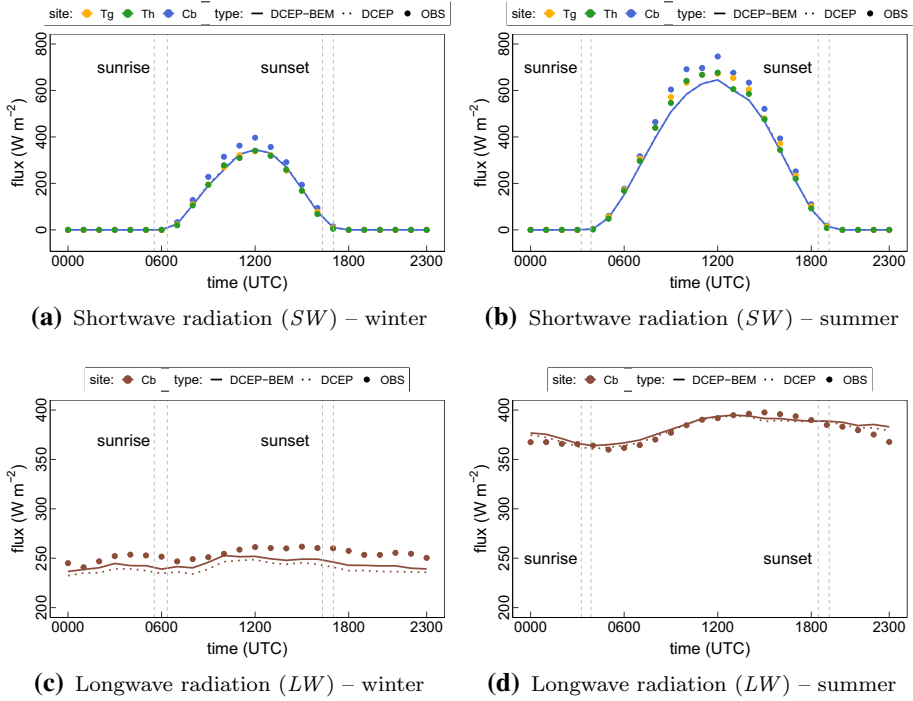 site: Tg Th Cb type: DCEP−BEM DCEP OBS
flux (W m−2)
0 200 400 600 800
sunrise sunset
0000 0600 1200 1800 2300
time (UTC)
(a) Shortwave radiation (SW) – winter
site: Tg Th Cb type: DCEP−BEM DCEP OBS
flux (W m−2)
0 200 400 600 800
sunrise sunset
0000 0600 1200 1800 2300
time (UTC)
(b) Shortwave radiation (SW) – summer
site: Cb type: DCEP−BEM DCEP OBS
flux (W m−2)
200 250 300 350 400
sunrise sunset
0000 0600 1200 1800 2300
time (UTC)
(c) Longwave radiation (LW) – winter
site: Cb type: DCEP−BEM DCEP OBS
flux (W m−2)
200 250 300 350 400
sunrise sunset
0000 0600 1200 1800 2300
time (UTC)
(d) Longwave radiation (LW) – summer